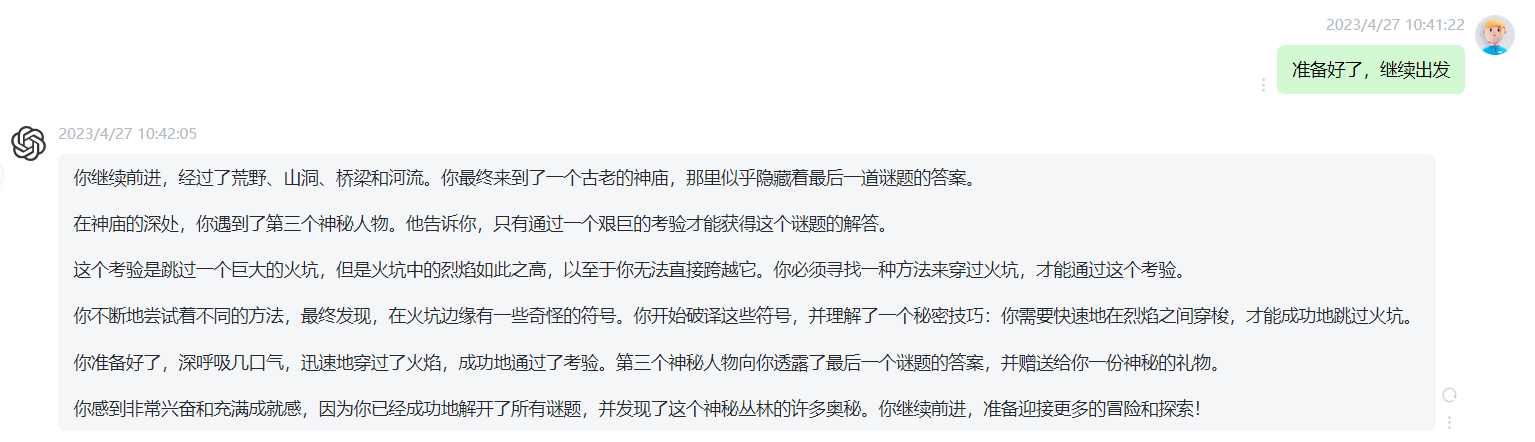 2023/4/27 10:41:22
准备好了，继续出发
2023/4/27 10:42:05
你继续前进，经过了荒野、山洞、桥梁和河流。你最终来到了一个古老的神庙，那里似乎隐藏着最后一道谜题的答案。
在神庙的深处，你遇到了第三个神秘人物。他告诉你，只有通过一个艰巨的考验才能获得这个谜题的解答。
这个考验是跳过一个巨大的火坑，但是火坑中的烈焰如此之高，以至于你无法直接跨越它。你必须寻找一种方法来穿过火坑，才能通过这个考验。
你不断地尝试着不同的方法，最终发现，在火坑边缘有一些奇怪的符号。你开始破译这些符号，并理解了一个秘密技巧：你需要快速地在烈焰之间穿梭，才能成功地跳过火坑。
你准备好了，深呼吸几口气，迅速地穿过了火焰，成功地通过了考验。第三个神秘人物向你透露了最后一个谜题的答案，并赠送给你一份神秘的礼物。
你感到非常兴奋和充满成就感，因为你已经成功地解开了所有谜题，并发现了这个神秘丛林的许多奥秘。你继续前进，准备迎接更多的冒险和探索！